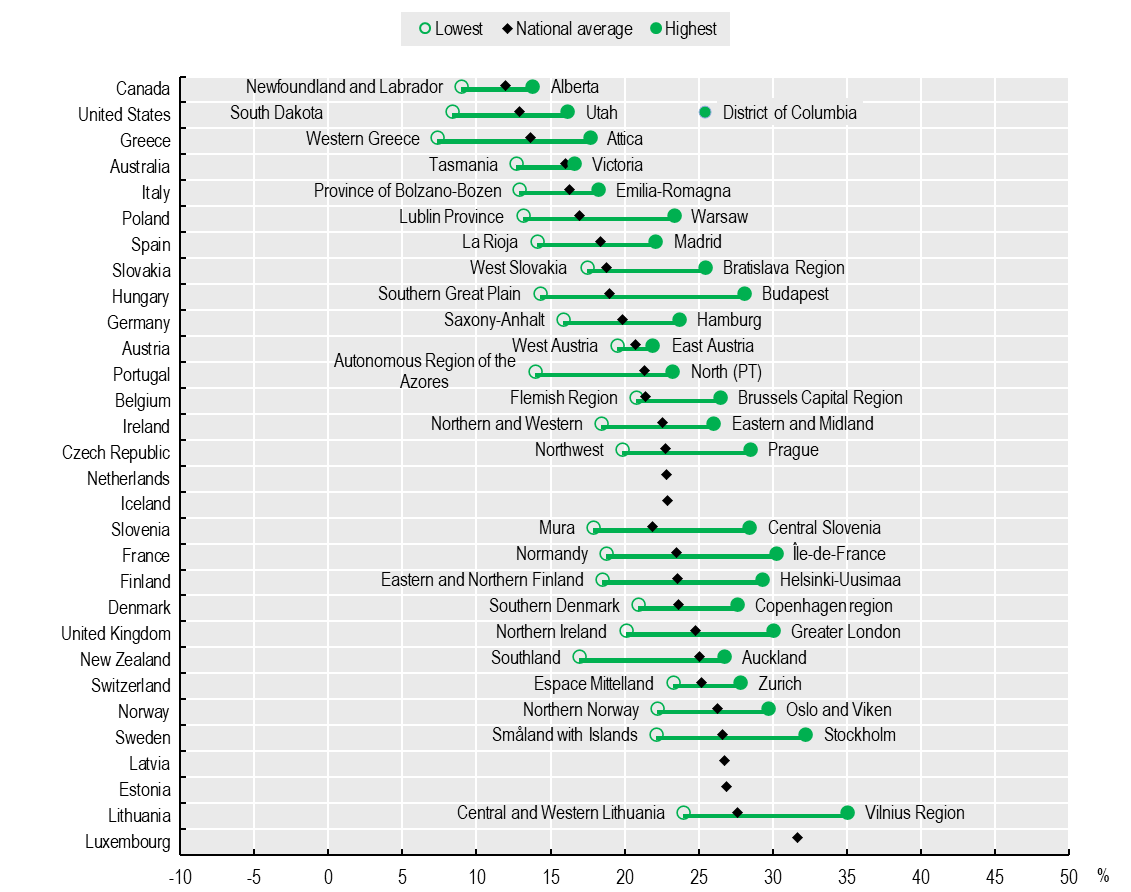 Lowest National average Highest
Canada Newfoundland and Labrador Alberta
United States South Dakota Utah District of Columbia
Greece Western Greece Attica
Australia Tasmania Victoria
Italy Province of Bolzano-Bozen Emilia-Romagna
Poland Lublin Province Warsaw
Spain La Rioja Madrid
Slovakia West Slovakia Bratislava Region
Hungary Southern Great Plain Budapest
Germany Saxony-Anhalt Hamburg
Austria West Austria East Austria
Portugal Autonomous Region of the
Azores North (PT)
Belgium Flemish Region Brussels Capital Region
Ireland Northern and Western Eastern and Midland
Czech Republic Northwest Prague
Netherlands
Iceland
Slovenia Mura Central Slovenia
France Normandy Île-de-France
Finland Eastern and Northern Finland Helsinki-Uusimaa
Denmark Southern Denmark Copenhagen region
United Kingdom Northern Ireland Greater London
New Zealand Southland Auckland
Switzerland Espace Mittelland Zurich
Norway Northern Norway Oslo and Viken
Sweden Småland with Islands Stockholm
Latvia
Estonia
Lithuania Central and Western Lithuania Vilnius Region
Luxembourg
-10 -5 0 5 10 15 20 25 30 35 40 45 50 %